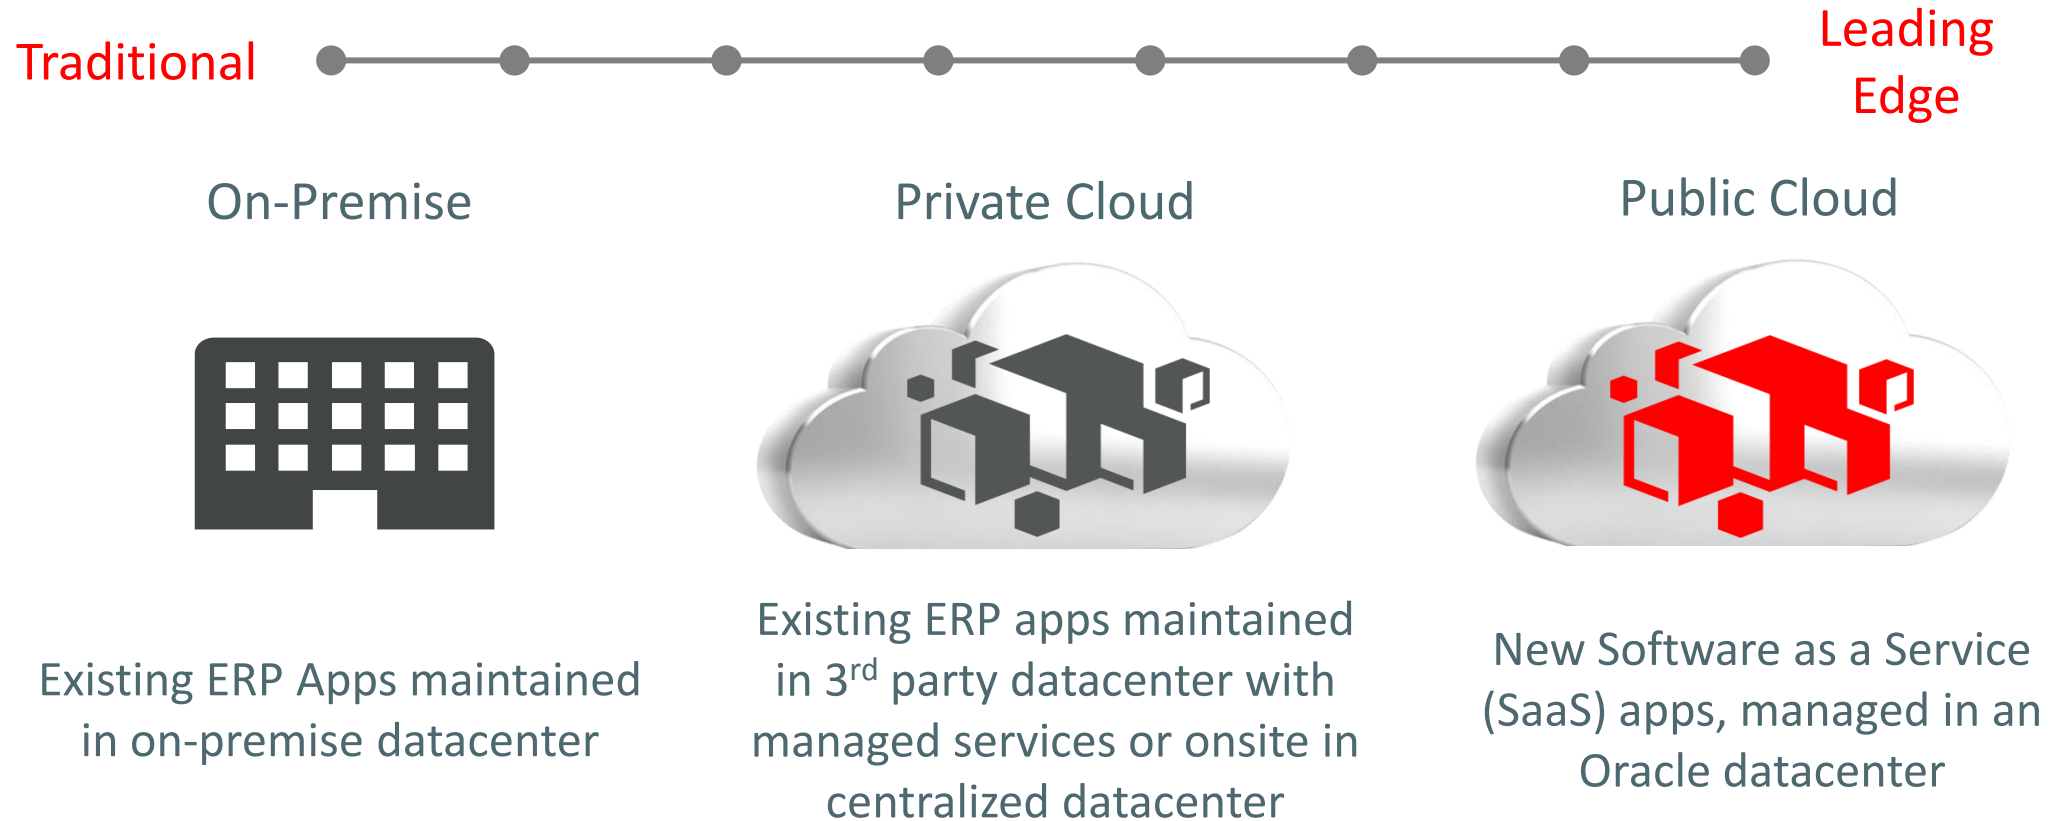 Traditional
Leading
Edge
On-Premise
Private Cloud
Public Cloud
Existing ERP Apps maintained
in on-premise datacenter
Existing ERP apps maintained
in 3rd party datacenter with
managed services or onsite in
centralized datacenter
New Software as a Service
(SaaS) apps, managed in an
Oracle datacenter